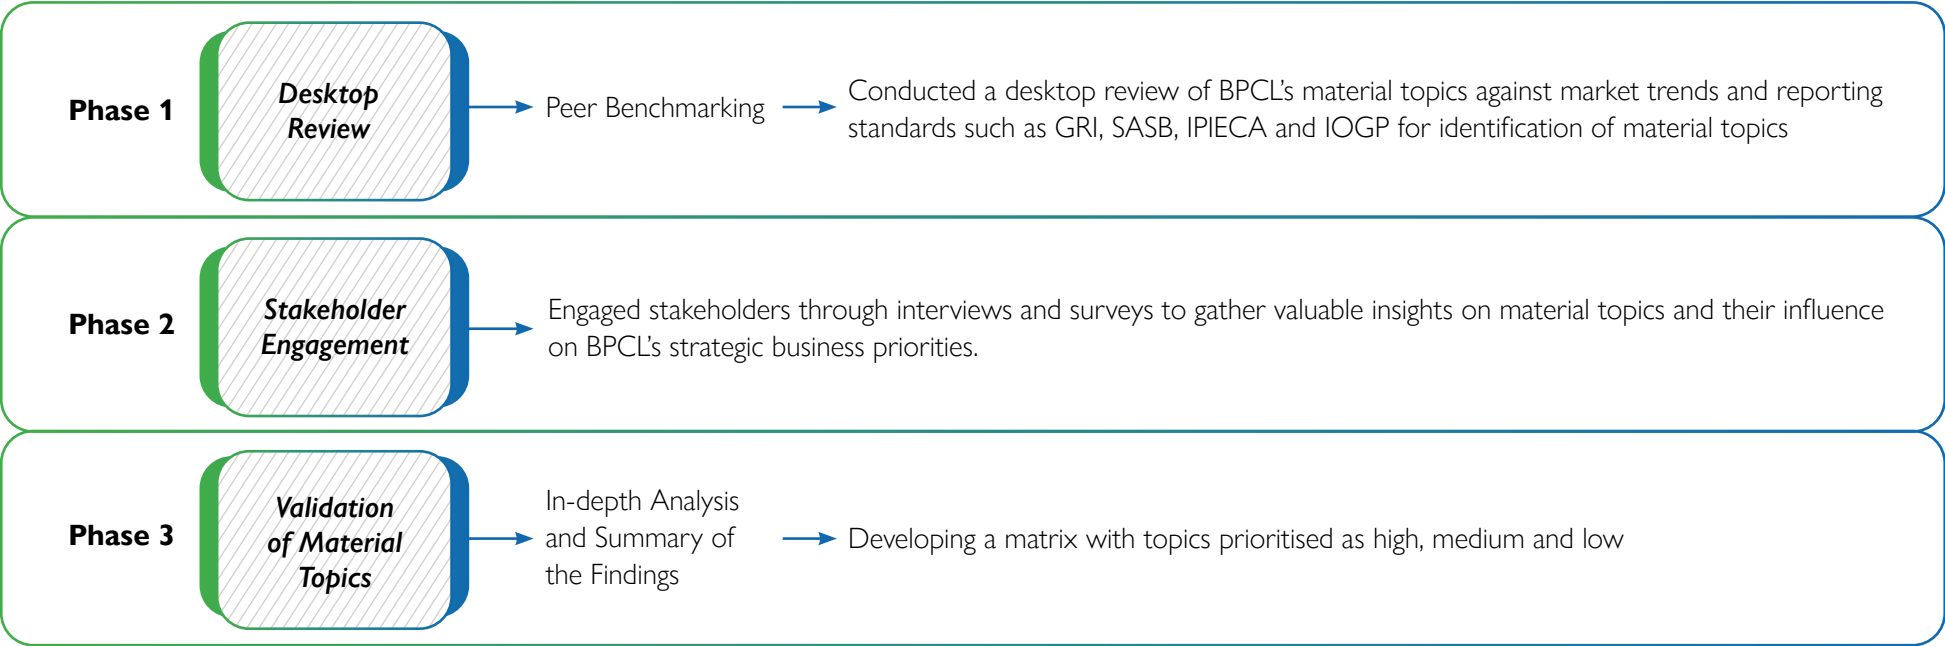 Phase 1
Desktop
Review
Peer Benchmarking
Conducted a desktop review of BPCL's material topics against market trends and reporting
standards such as GRI, SASB, IPIECA and IOGP for identification of material topics
Phase 2
Stakeholder
Engagement
Engaged stakeholders through interviews and surveys to gather valuable insights on material topics and their influence
on BPCL's strategic business priorities.
Phase 3
Validation
of Material
Topics
In-depth Analysis
and Summary of
the Findings
Developing a matrix with topics prioritised as high, medium and low